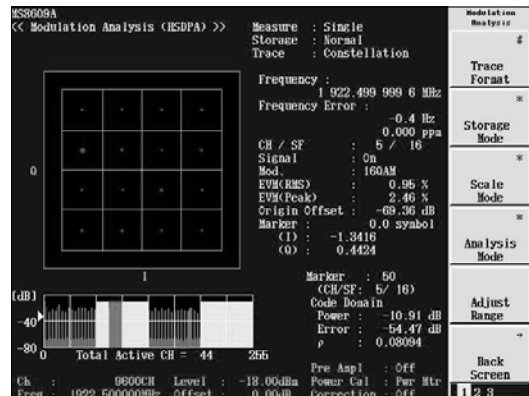 MS8609A
<< Modulation Analysis (HSDPA) >>
Measure : Single
Storage : Normal
Trace : Constellation
Frequency :
1 922.499 999 6 MHz
Frequency Error :
-0.4 Hz
0.000 ppm
CH / SF : 5 / 16
Signal : On
Mod. : 16QAM
EVM(RMS) : 0.95 %
EVM(Peak) : 2.46 %
Origin Offset : -69.36 dB
Marker : 0.0 symbol
(I) : -1.3416
(Q) : 0.4424
Q
I
Marker : 50
(CH/SF: 5/ 16)
Code Domain
Power : -10.91 dB
Error : -54.47 dB
ρ : 0.08094
[dB]
-40
-80
0 Total Active CH = 44 255
Pre Ampl : Off
Ch : 9600CH Level : -18.00dBm Power Cal : Pwr Mtr
Freq : 1922.500000MHz Offset : 0.00dB Correction : Off
Modulation
Analysis
#
Trace
Format
*
Storage
Mode
*
Scale
Mode
*
Analysis
Mode
Adjust
Range
→
Back
Screen
1 2 3